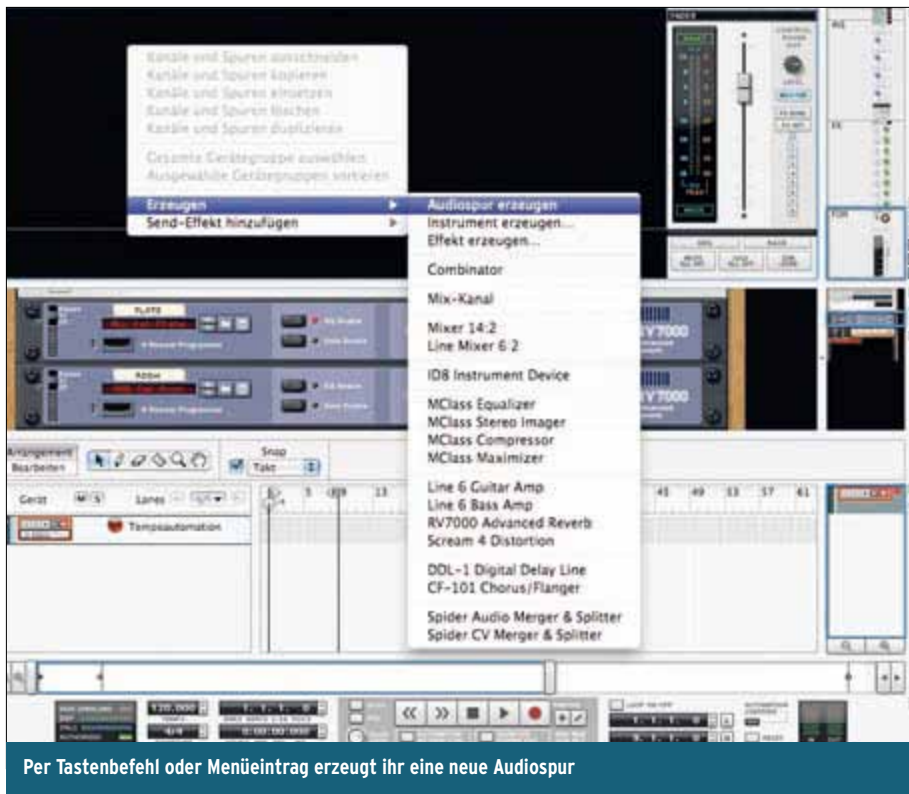 FADER
Kanäle und Spuren ausschneiden
Kanäle und Spuren kopieren
Kanäle und Spuren einsetzen
Kanäle und Spuren löschen
Kanäle und Spuren duplizieren
Gesamte Gerätegruppe auswählen
Ausgewählte Gerätegruppen sortieren
Erzeugen
Send-Effekt hinzufügen
Audiospur erzeugen
Instrument erzeugen...
Effekt erzeugen...
Combinator
Mix-Kanal
Mixer 14:2
Line Mixer 6:2
ID8 Instrument Device
MClass Equalizer
MClass Stereo Imager
MClass Compressor
MClass Maximizer
Line 6 Guitar Amp
Line 6 Bass Amp
RV7000 Advanced Reverb
Scream 4 Distortion
DDL-1 Digital Delay Line
CF-101 Chorus/Flanger
Spider Audio Merger & Splitter
Spider CV Merger & Splitter
PLATE
RV7000
ROOM
RV7000
Arrangement
Bearbeiten
Snap
Takt
Gerät M S Lanes
5 9 13 45 49 53 57 61
Tempoautomation
120.000
4/4
Per Tastenbefehl oder Menüeintrag erzeugt ihr eine neue Audiospur